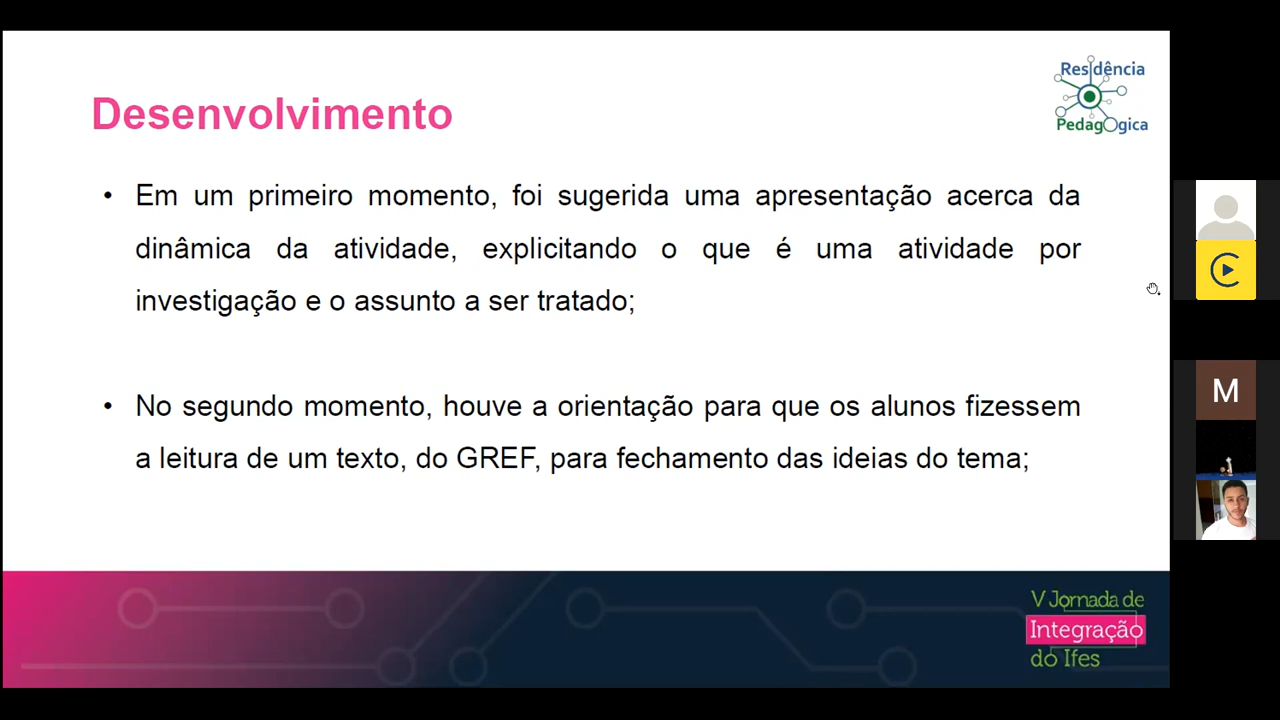 Residência
Pedagógica
Desenvolvimento
• Em um primeiro momento, foi sugerida uma apresentação acerca da
dinâmica da atividade, explicitando o que é uma atividade por
investigação e o assunto a ser tratado;
• No segundo momento, houve a orientação para que os alunos fizessem
a leitura de um texto, do GREF, para fechamento das ideias do tema;
M
V Jornada de
Integração
do Ifes